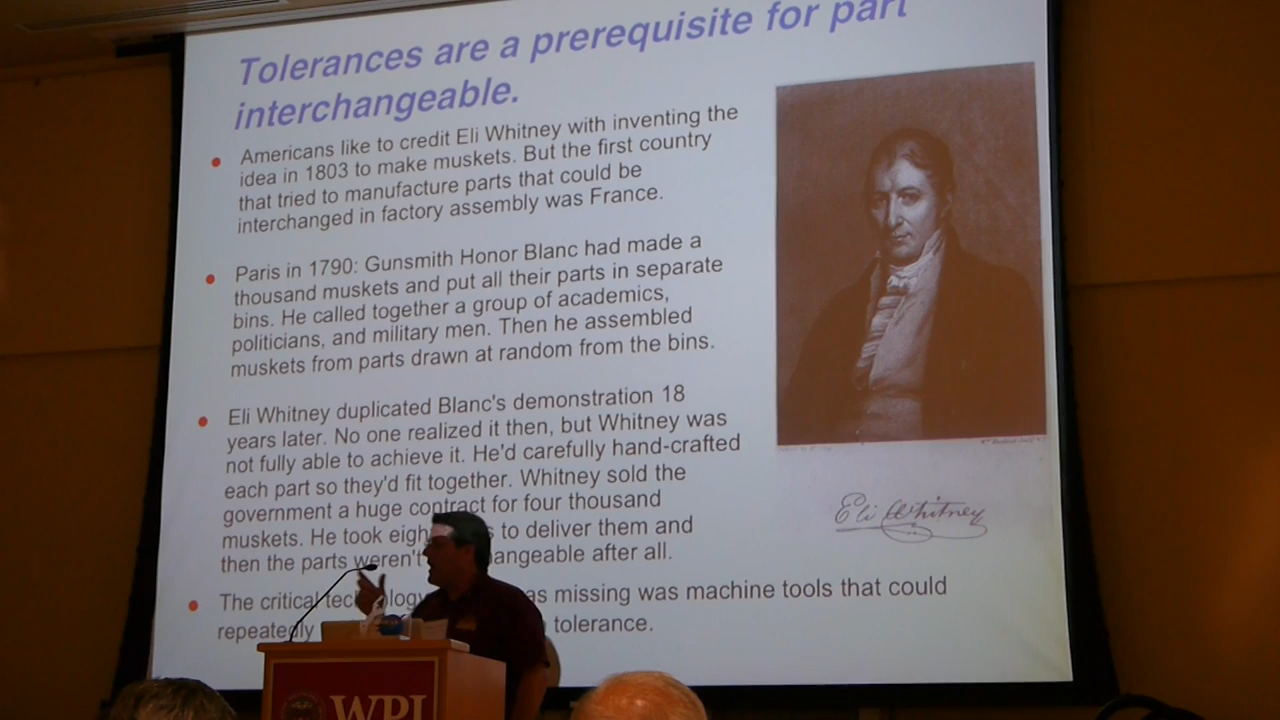 Tolerances are a prerequisite for part
interchangeable.
Americans like to credit Eli Whitney with inventing the
idea in 1803 to make muskets. But the first country
that tried to manufacture parts that could be
interchanged in factory assembly was France.
Paris in 1790: Gunsmith Honor Blanc had made a
thousand muskets and put all their parts in separate
bins. He called together a group of academics,
politicians, and military men. Then he assembled
muskets from parts drawn at random from the bins.
Eli Whitney duplicated Blanc's demonstration 18
years later. No one realized it then, but Whitney was
not fully able to achieve it. He'd carefully hand-crafted
each part so they'd fit together. Whitney sold the
government a huge contract for four thousand
muskets. He took eigh s to deliver them and
then the parts weren't angeable after all.
The critical tec ology as missing was machine tools that could
repeatedly tolerance.
Eli Whitney
WPI